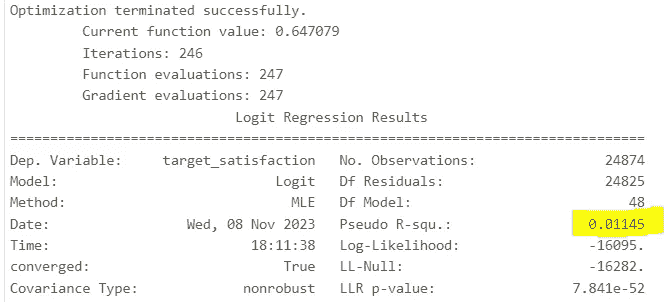 Optimization terminated successfully.
Current function value: 0.647079
Iterations: 246
Function evaluations: 247
Gradient evaluations: 247
Logit Regression Results
==============================================================================
Dep. Variable: target_satisfaction No. Observations: 24874
Model: Logit Df Residuals: 24825
Method: MLE Df Model: 48
Date: Wed, 08 Nov 2023 Pseudo R-squ.: 0.01145
Time: 18:11:38 Log-Likelihood: -16095.
converged: True LL-Null: -16282.
Covariance Type: nonrobust LLR p-value: 7.841e-52